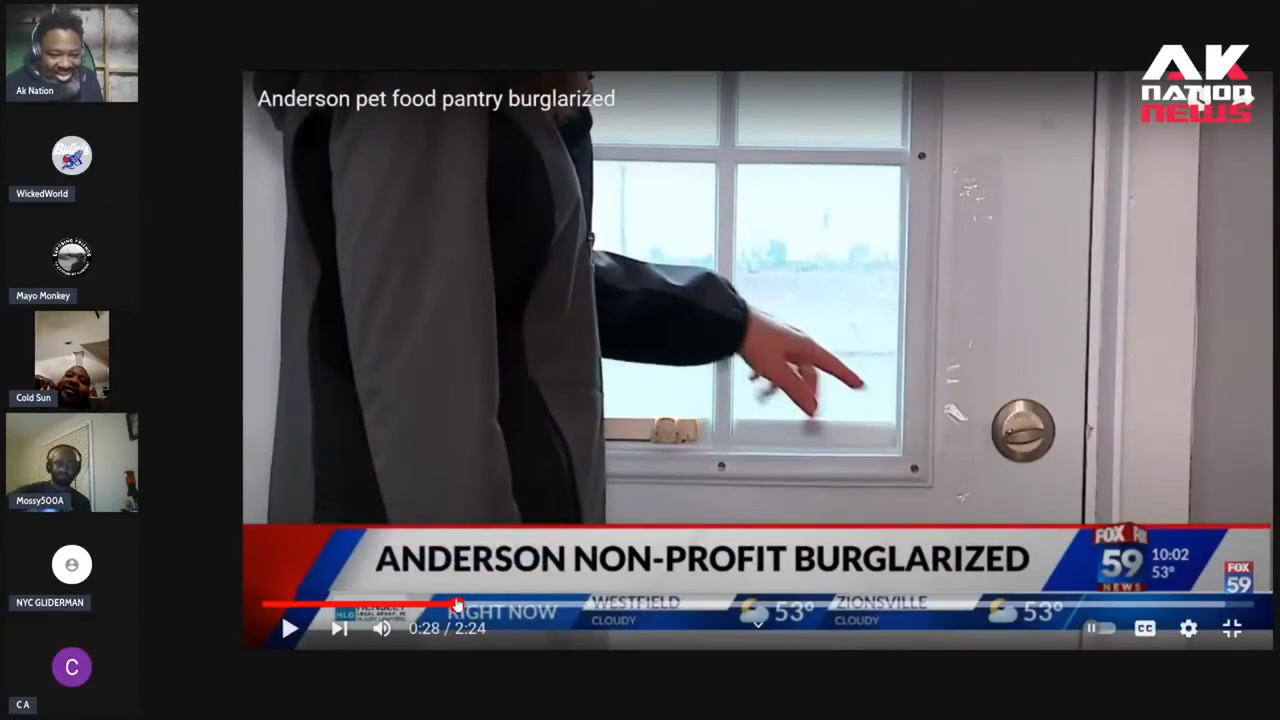 Ak Nation
WickedWorld
Mayo Monkey
Cold Sun
Mossy500A
NYC GLIDERMAN
C
C A
Anderson pet food pantry burglarized
AK
NATION
NEWS
ANDERSON NON-PROFIT BURGLARIZED
FOX
59
NEWS
10:02
53°
FOX
59
RIGHT NOW
WESTFIELD
CLOUDY
53°
ZIONSVILLE
CLOUDY
53°
0:28 / 2:24
CC